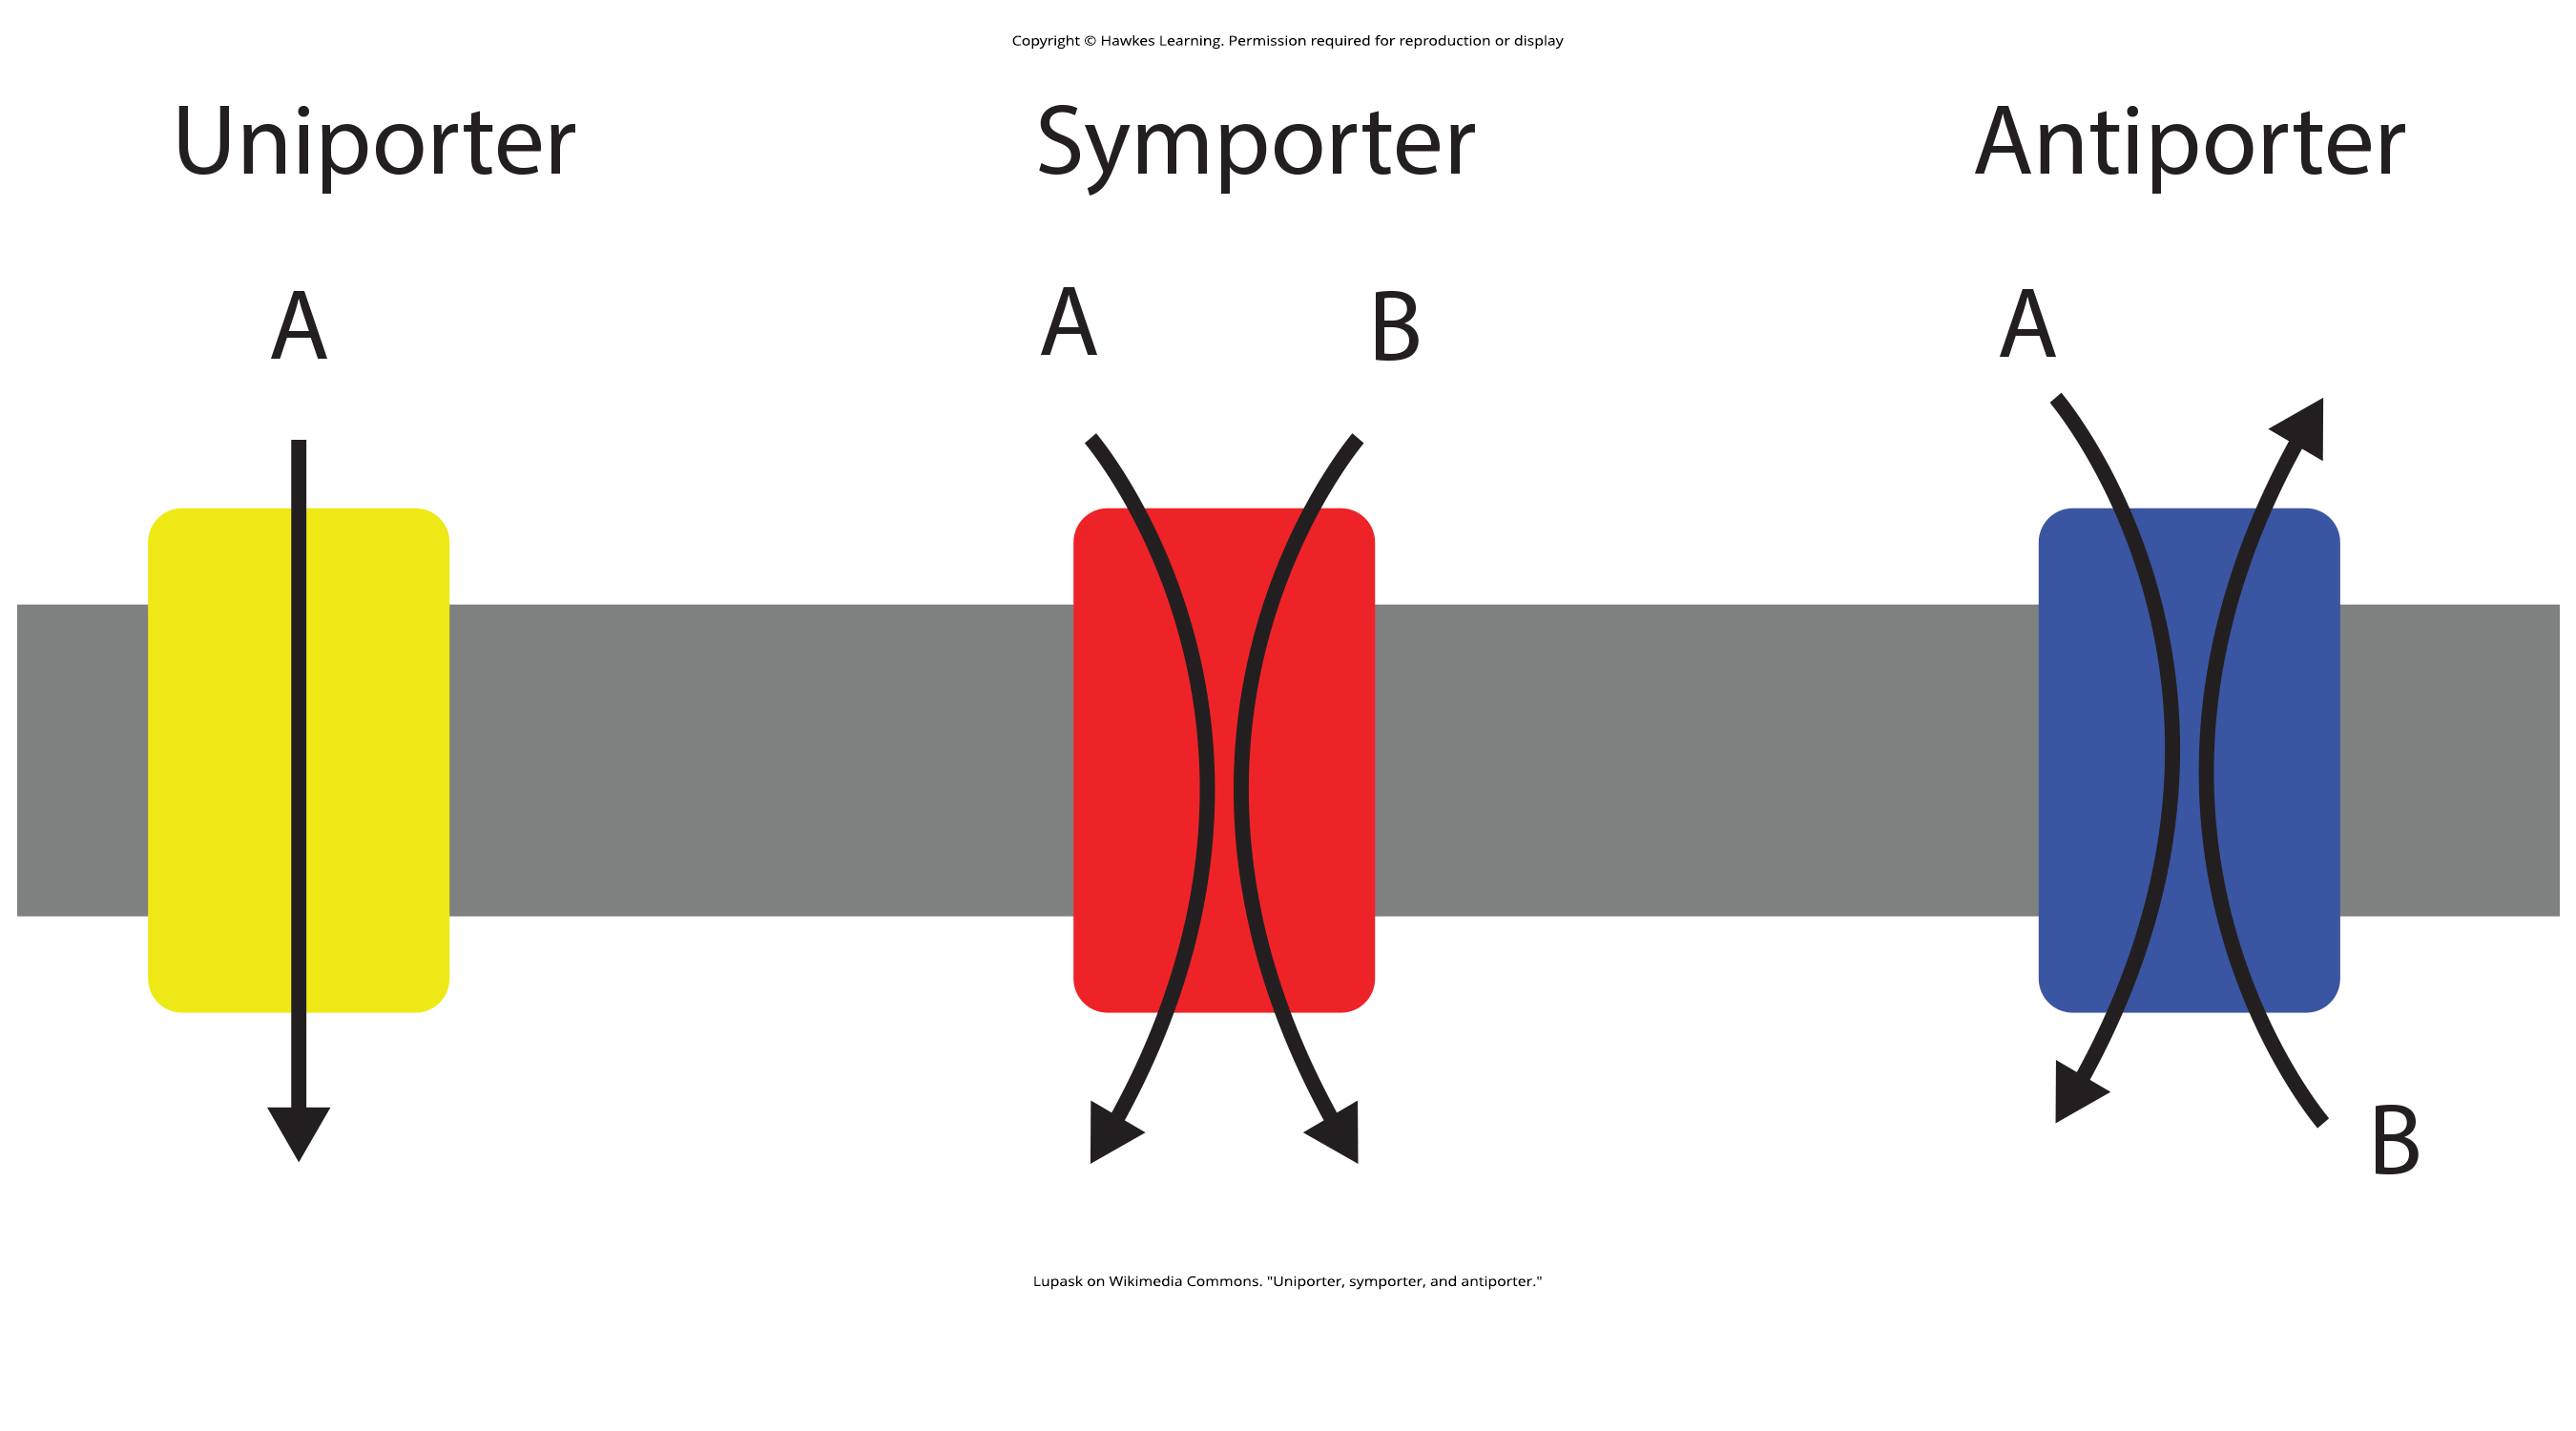 Copyright © Hawkes Learning. Permission required for reproduction or display
Uniporter
Symporter
Antiporter
A
A
B
A
B
Lupask on Wikimedia Commons. "Uniporter, symporter, and antiporter."